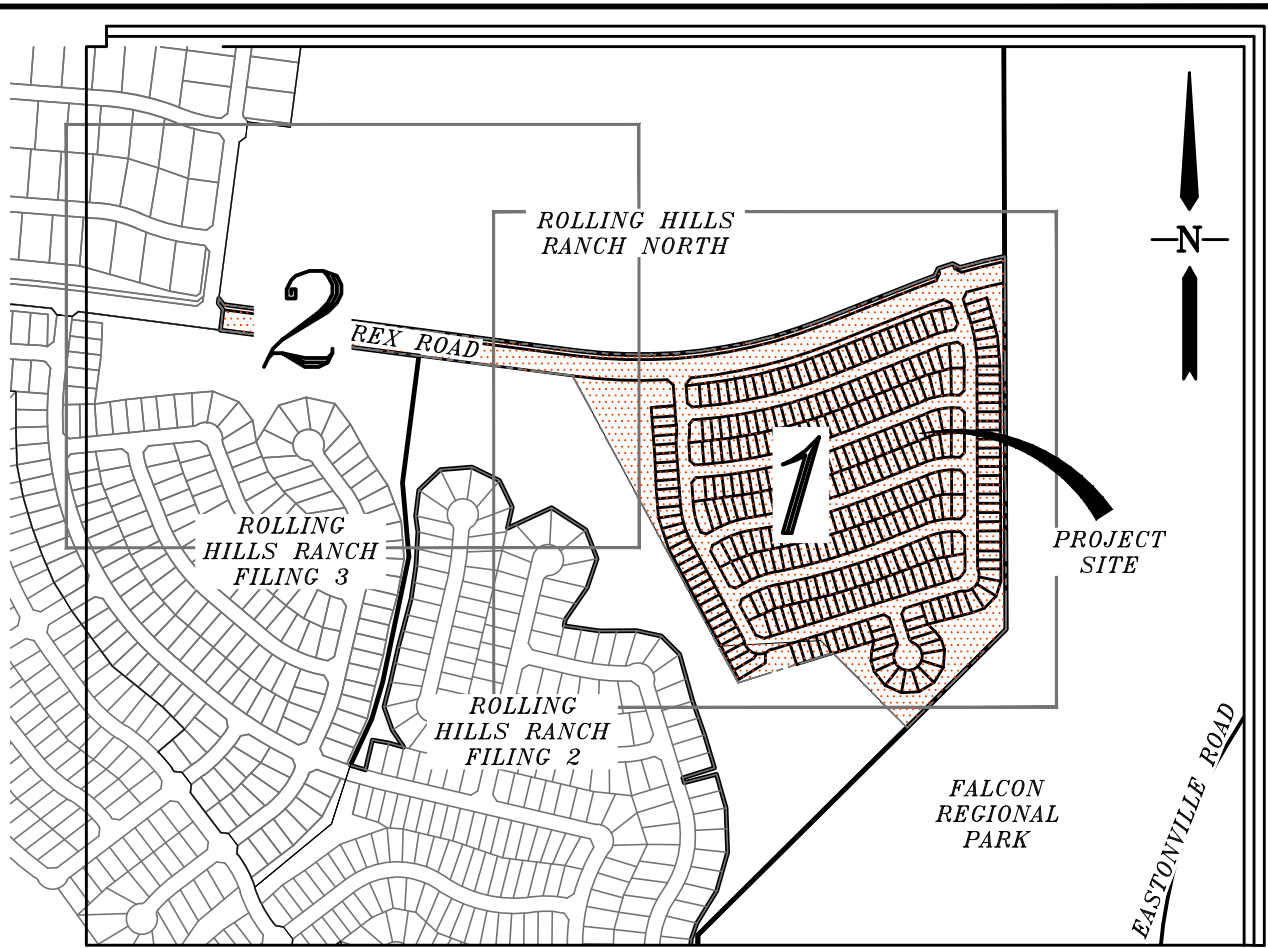 ROLLING HILLS
RANCH NORTH
N
2
REX ROAD
1
PROJECT
SITE
ROLLING
HILLS RANCH
FILING 3
ROLLING
HILLS RANCH
FILING 2
FALCON
REGIONAL
PARK
EASTONVILLE ROAD